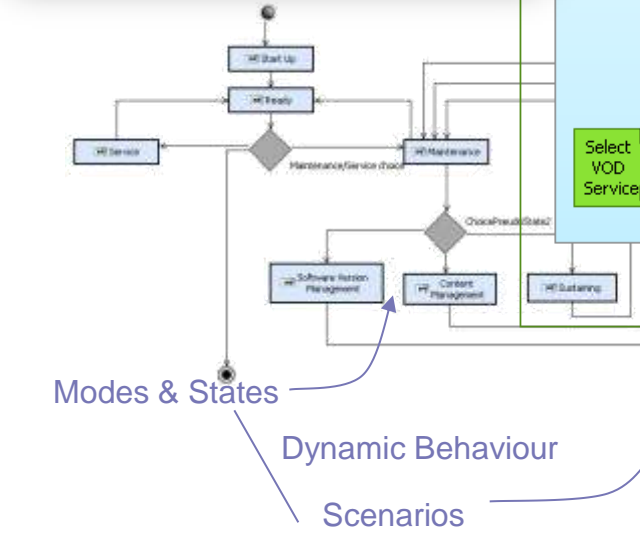 Start Up
Ready
Service
Maintenance
Maintenance/Service choice
Select
VOD
Service
ChoicePseudoState2
Software Version
Management
Content
Management
Sustaining
Modes & States
Dynamic Behaviour
Scenarios